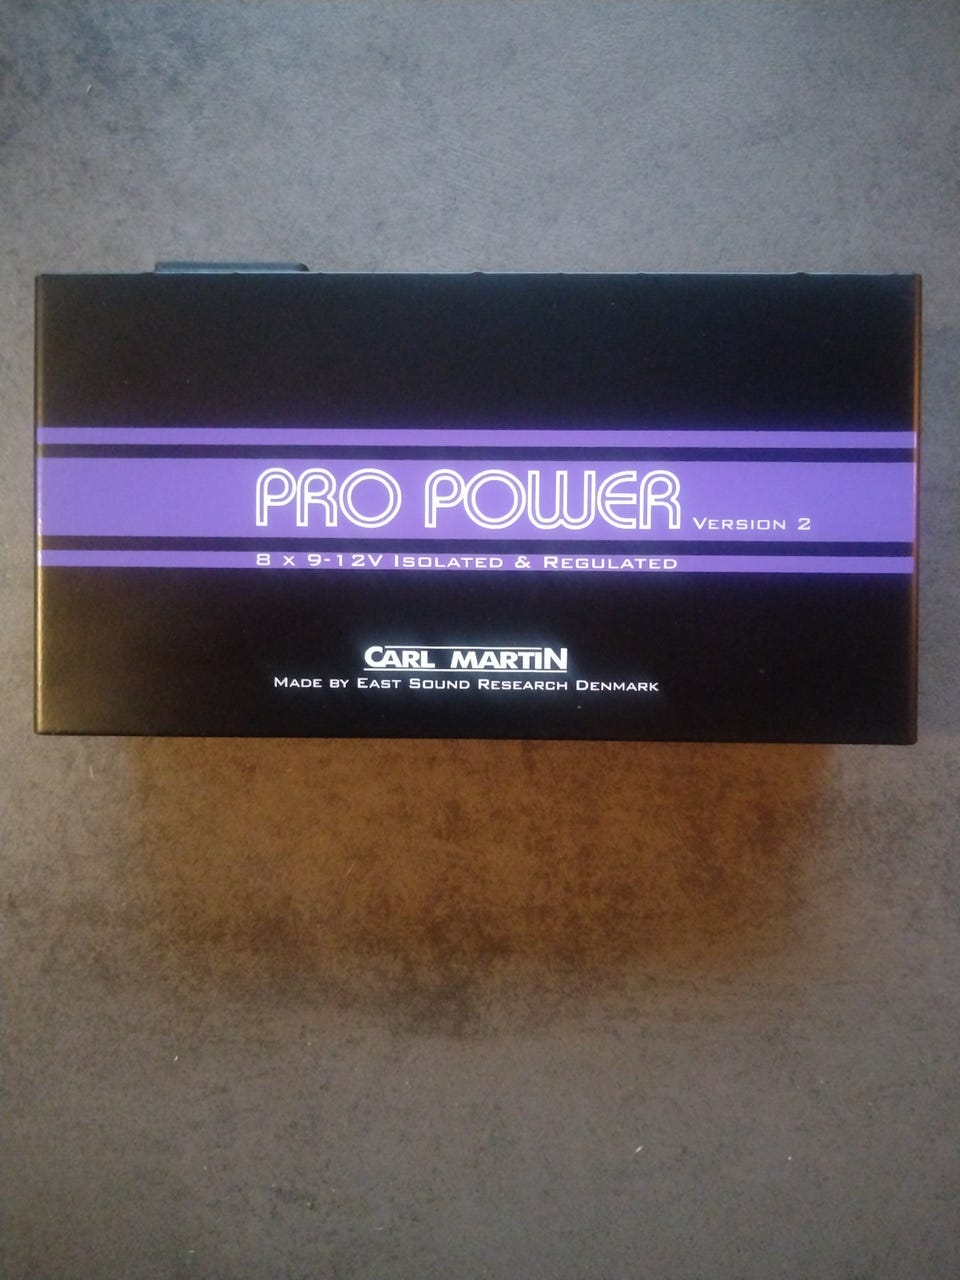 PRO POWER VERSION 2
8 x 9-12V ISOLATED & REGULATED
CARL MARTIN
MADE BY EAST SOUND RESEARCH DENMARK